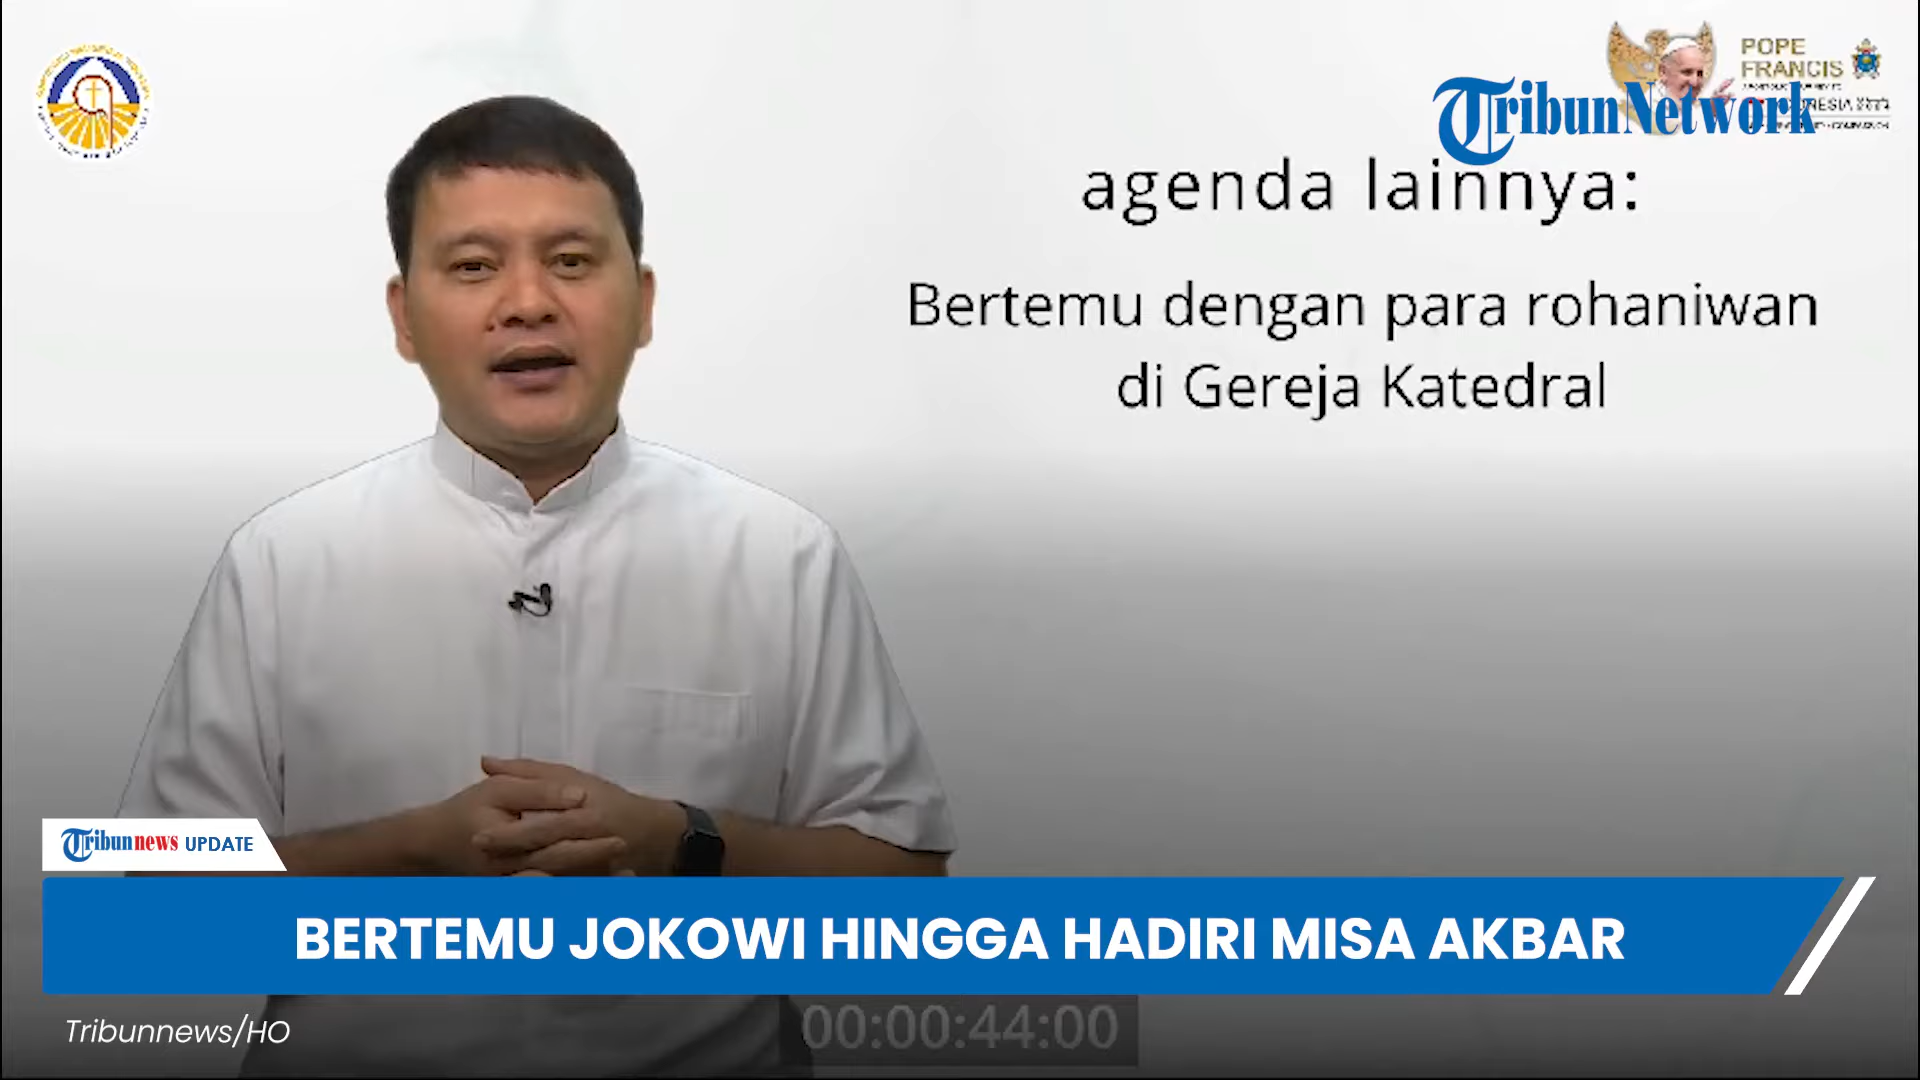 POPE
FRANCIS
TribunNetwork
agenda lainnya:
Bertemu dengan para rohaniwan
di Gereja Katedral
Tribunnews UPDATE
BERTEMU JOKOWI HINGGA HADIRI MISA AKBAR
Tribunnews/HO
00:00:44:00